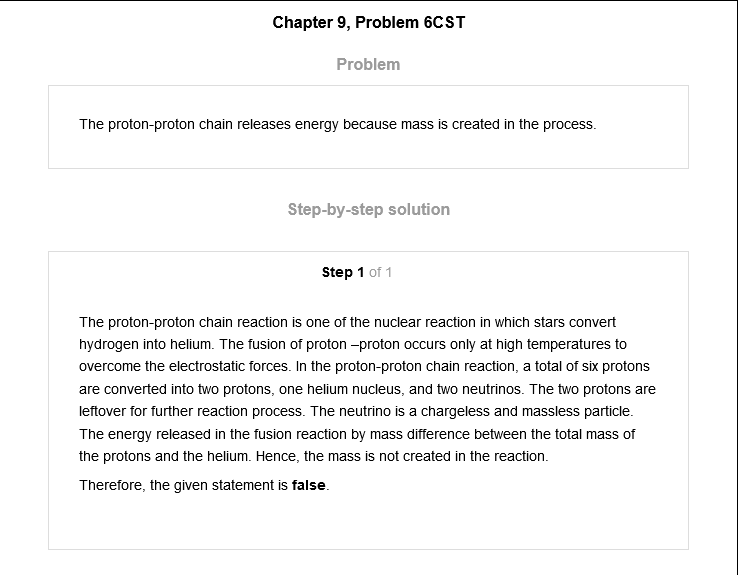 Chapter 9, Problem 6CST
Problem
The proton-proton chain releases energy because mass is created in the process.
Step-by-step solution
Step 1 of 1
The proton-proton chain reaction is one of the nuclear reaction in which stars convert
hydrogen into helium. The fusion of proton –proton occurs only at high temperatures to
overcome the electrostatic forces. In the proton-proton chain reaction, a total of six protons
are converted into two protons, one helium nucleus, and two neutrinos. The two protons are
leftover for further reaction process. The neutrino is a chargeless and massless particle.
The energy released in the fusion reaction by mass difference between the total mass of
the protons and the helium. Hence, the mass is not created in the reaction.
Therefore, the given statement is false.